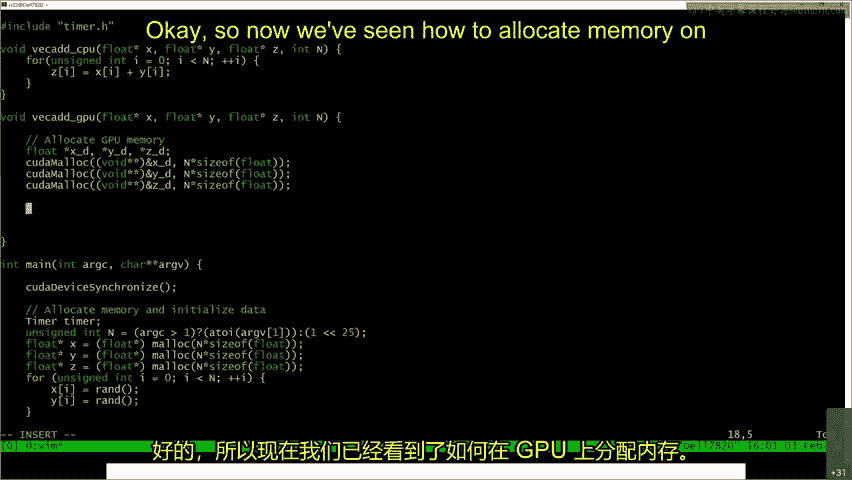 Okay, so now we've seen how to allocate memory on
#include "timer.h"
void vecadd_cpu(float* x, float* y, float* z, int N) {
    for(unsigned int i = 0; i < N; ++i) {
        z[i] = x[i] + y[i];
    }
}
void vecadd_gpu(float* x, float* y, float* z, int N) {
    // Allocate GPU memory
    float *x_d, *y_d, *z_d;
    cudaMalloc((void**)&x_d, N*sizeof(float));
    cudaMalloc((void**)&y_d, N*sizeof(float));
    cudaMalloc((void**)&z_d, N*sizeof(float));
}
int main(int argc, char**argv) {
    cudaDeviceSynchronize();
    // Allocate memory and initialize data
    Timer timer;
    unsigned int N = (argc > 1)?(atoi(argv[1])):(1 << 25);
    float* x = (float*) malloc(N*sizeof(float));
    float* y = (float*) malloc(N*sizeof(float));
    float* z = (float*) malloc(N*sizeof(float));
    for (unsigned int i = 0; i < N; ++i) {
        x[i] = rand();
        y[i] = rand();
    }
-- INSERT -- 18,5
好的，所以现在我们已经看到了如何在 GPU 上分配内存。
+31